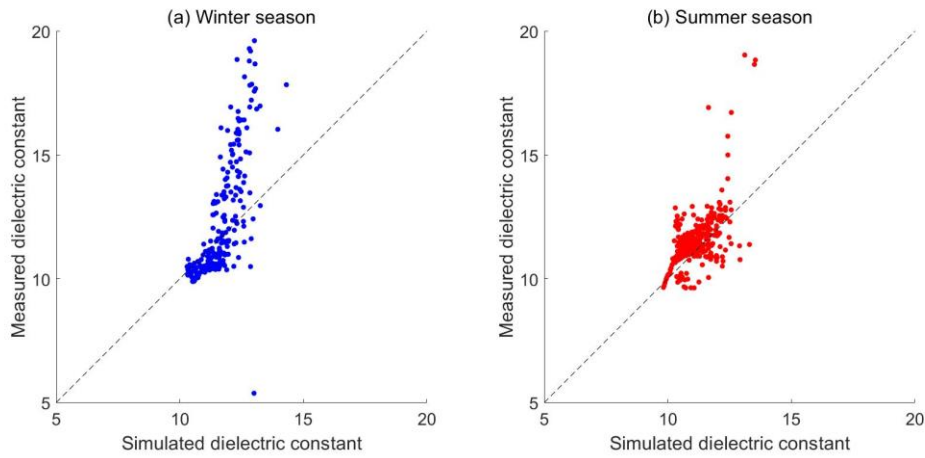 (a) Winter season
20
15
10
5
Measured dielectric constant
5 10 15 20
Simulated dielectric constant
(b) Summer season
20
15
10
5
Measured dielectric constant
5 10 15 20
Simulated dielectric constant